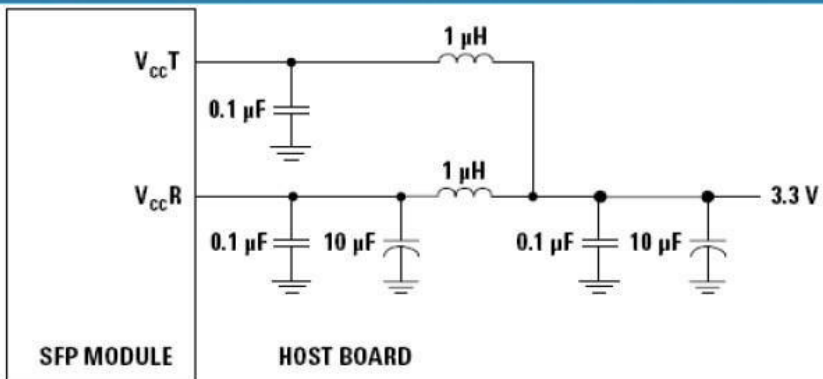 1 µH
VccT
0.1 µF
1 µH
VccR
3.3 V
0.1 µF 10 µF 0.1 µF 10 µF
SFP MODULE HOST BOARD